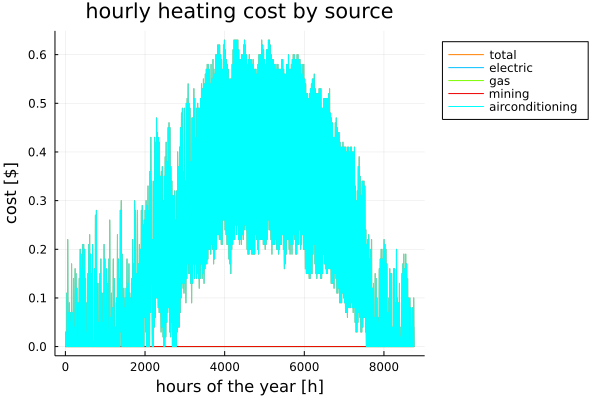 hourly heating cost by source
total
electric
gas
mining
airconditioning
cost [$]
0.6
0.5
0.4
0.3
0.2
0.1
0.0
0 2000 4000 6000 8000
hours of the year [h]